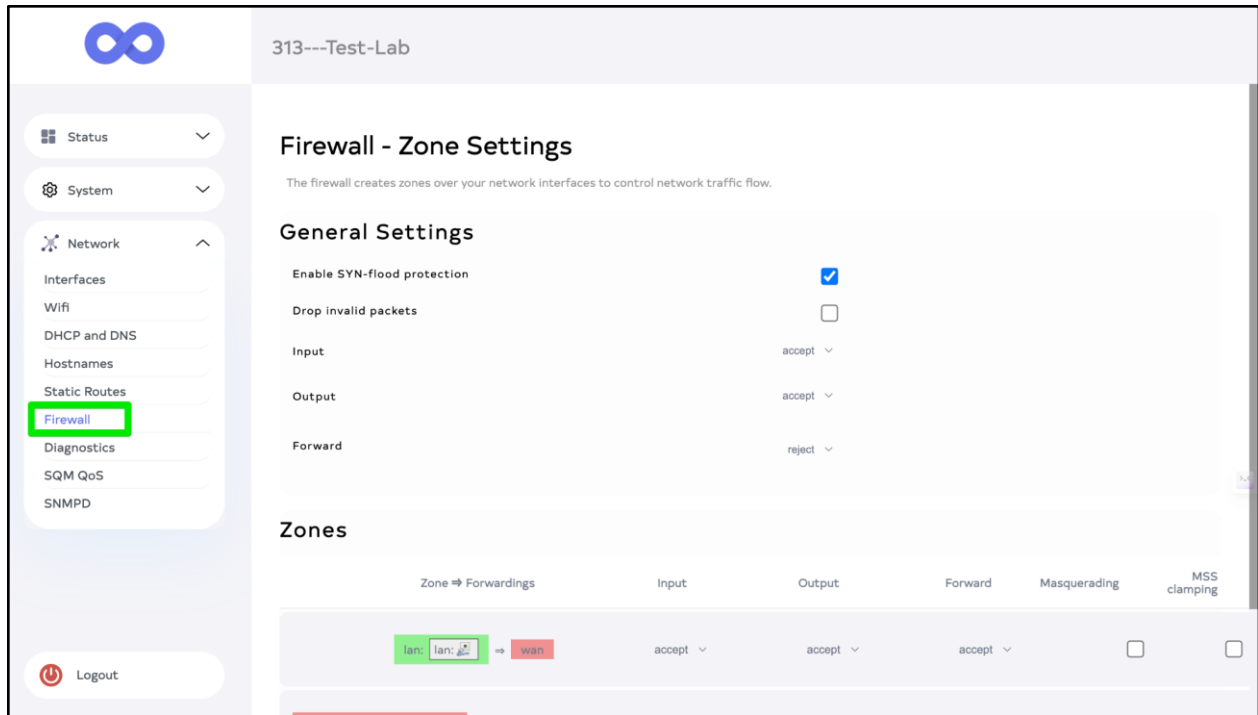 313---Test-Lab
Status
System
Network
Interfaces
Wifi
DHCP and DNS
Hostnames
Static Routes
Firewall
Diagnostics
SQM QoS
SNMPD
Logout
Firewall - Zone Settings
The firewall creates zones over your network interfaces to control network traffic flow.
General Settings
Enable SYN-flood protection
Drop invalid packets
Input accept
Output accept
Forward reject
Zones
Zone ⇒ Forwardings Input Output Forward Masquerading MSS clamping
lan: lan: ⇒ wan accept accept accept